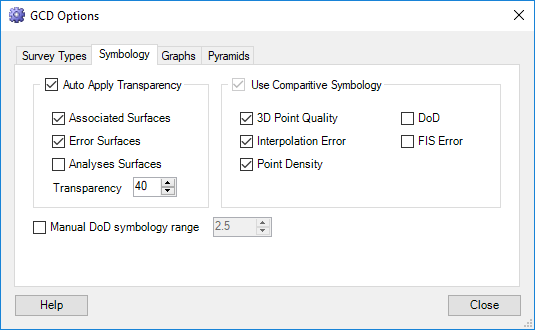 GCD Options
Survey Types Symbology Graphs Pyramids
Auto Apply Transparency
Associated Surfaces
Error Surfaces
Analyses Surfaces
Transparency 40
Use Comparitive Symbology
3D Point Quality DoD
Interpolation Error FIS Error
Point Density
Manual DoD symbology range 2.5
Help Close